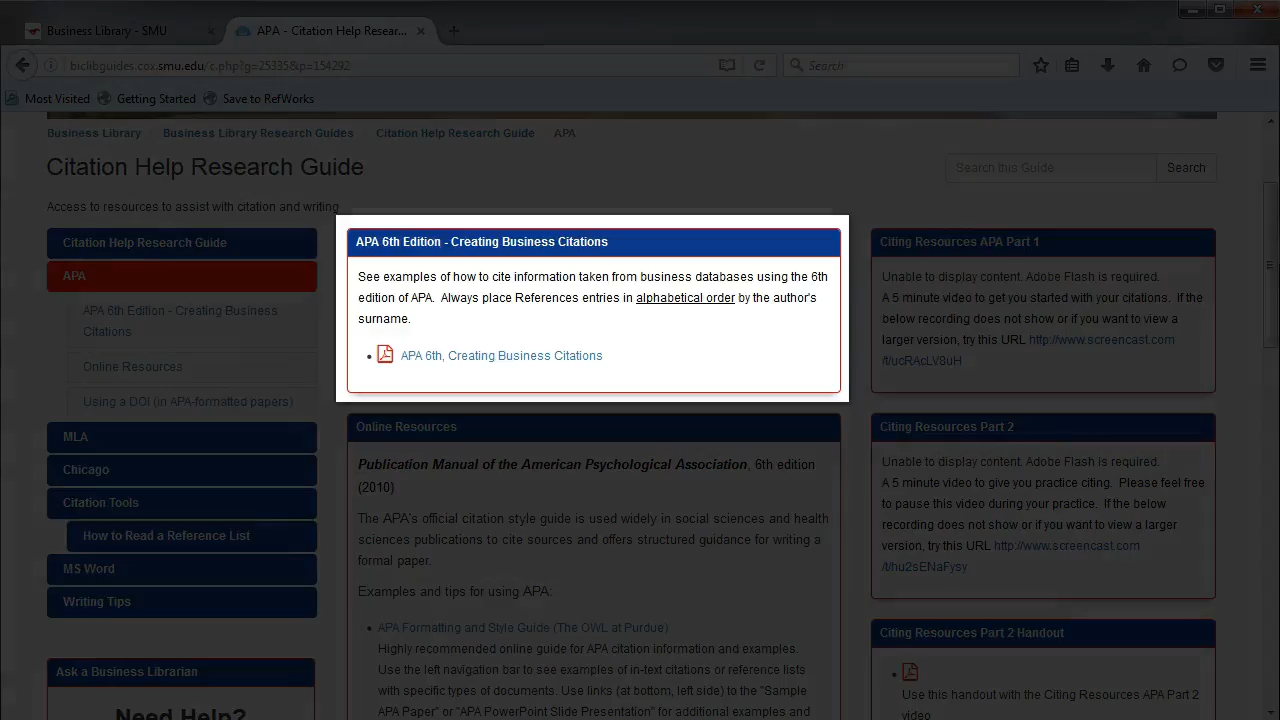 Business Library - SMU
APA - Citation Help Resear...
biclibguides.cox.smu.edu/c.php?g=25335&p=154292
Search
Most Visited
Getting Started
Save to RefWorks
Business Library
Business Library Research Guides
Citation Help Research Guide
APA
Citation Help Research Guide
Search this Guide
Search
Access to resources to assist with citation and writing
Citation Help Research Guide
APA
APA 6th Edition - Creating Business
Citations
Online Resources
Using a DOI (in APA-formatted papers)
MLA
Chicago
Citation Tools
How to Read a Reference List
MS Word
Writing Tips
Ask a Business Librarian
Need Help?
APA 6th Edition - Creating Business Citations
See examples of how to cite information taken from business databases using the 6th
edition of APA. Always place References entries in alphabetical order by the author's
surname.
• APA 6th, Creating Business Citations
Online Resources
Publication Manual of the American Psychological Association, 6th edition
(2010)
The APA's official citation style guide is used widely in social sciences and health
sciences publications to cite sources and offers structured guidance for writing a
formal paper.
Examples and tips for using APA:
• APA Formatting and Style Guide (The OWL at Purdue)
Highly recommended online guide for APA citation information and examples.
Use the left navigation bar to see examples of in-text citations or reference lists
with specific types of documents. Use links (at bottom, left side) to the "Sample
APA Paper" or "APA PowerPoint Slide Presentation" for additional examples and
Citing Resources APA Part 1
Unable to display content. Adobe Flash is required.
A 5 minute video to get you started with your citations. If the
below recording does not show or if you want to view a
larger version, try this URL http://www.screencast.com
/t/ucRAcLV8uH
Citing Resources Part 2
Unable to display content. Adobe Flash is required.
A 5 minute video to give you practice citing. Please feel free
to pause this video during your practice. If the below
recording does not show or if you want to view a larger
version, try this URL http://www.screencast.com
/t/hu2sENaFysy
Citing Resources Part 2 Handout
•
Use this handout with the Citing Resources APA Part 2
video